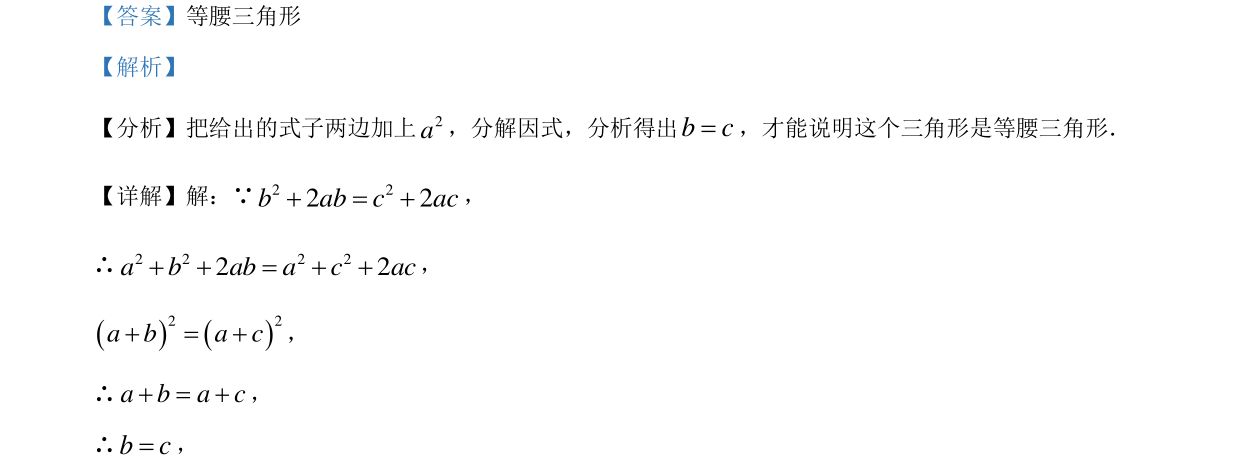 【答案】等腰三角形
【解析】
【分析】把给出的式子两边加上 a²，分解因式，分析得出 b = c，才能说明这个三角形是等腰三角形．
【详解】解：∵ b² + 2ab = c² + 2ac，
∴ a² + b² + 2ab = a² + c² + 2ac，
(a + b)² = (a + c)²，
∴ a + b = a + c，
∴ b = c，